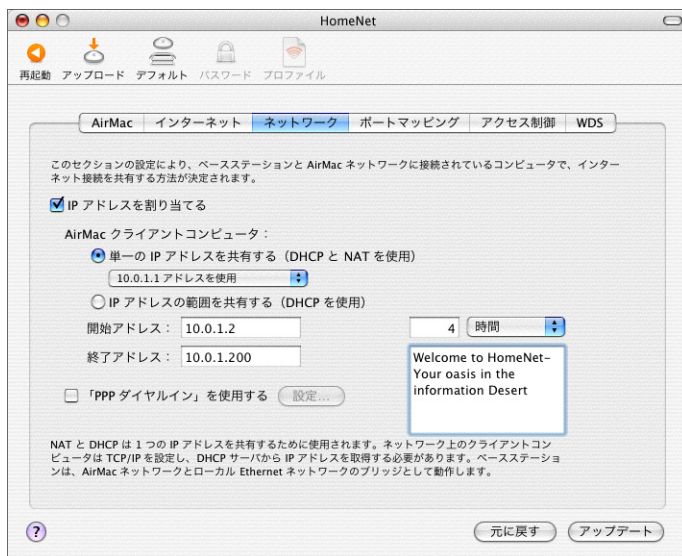 HomeNet
再起動 アップロード デフォルト パスワード プロファイル
AirMac インターネット ネットワーク ポートマッピング アクセス制御 WDS
このセクションの設定により、ベースステーションと AirMac ネットワークに接続されているコンピュータで、インター
ネット接続を共有する方法が決定されます。
IP アドレスを割り当てる
AirMac クライアントコンピュータ：
単一の IP アドレスを共有する（DHCP と NAT を使用）
10.0.1.1 アドレスを使用
IP アドレスの範囲を共有する（DHCP を使用）
開始アドレス： 10.0.1.2 4 時間
終了アドレス： 10.0.1.200
Welcome to HomeNet-
Your oasis in the
information Desert
「PPP ダイヤルイン」を使用する 設定...
NAT と DHCP は 1 つの IP アドレスを共有するために使用されます。ネットワーク上のクライアントコン
ピュータは TCP/IP を設定し、DHCP サーバから IP アドレスを取得する必要があります。ベースステーショ
ンは、AirMac ネットワークとローカル Ethernet ネットワークのブリッジとして動作します。
? 元に戻す アップデート